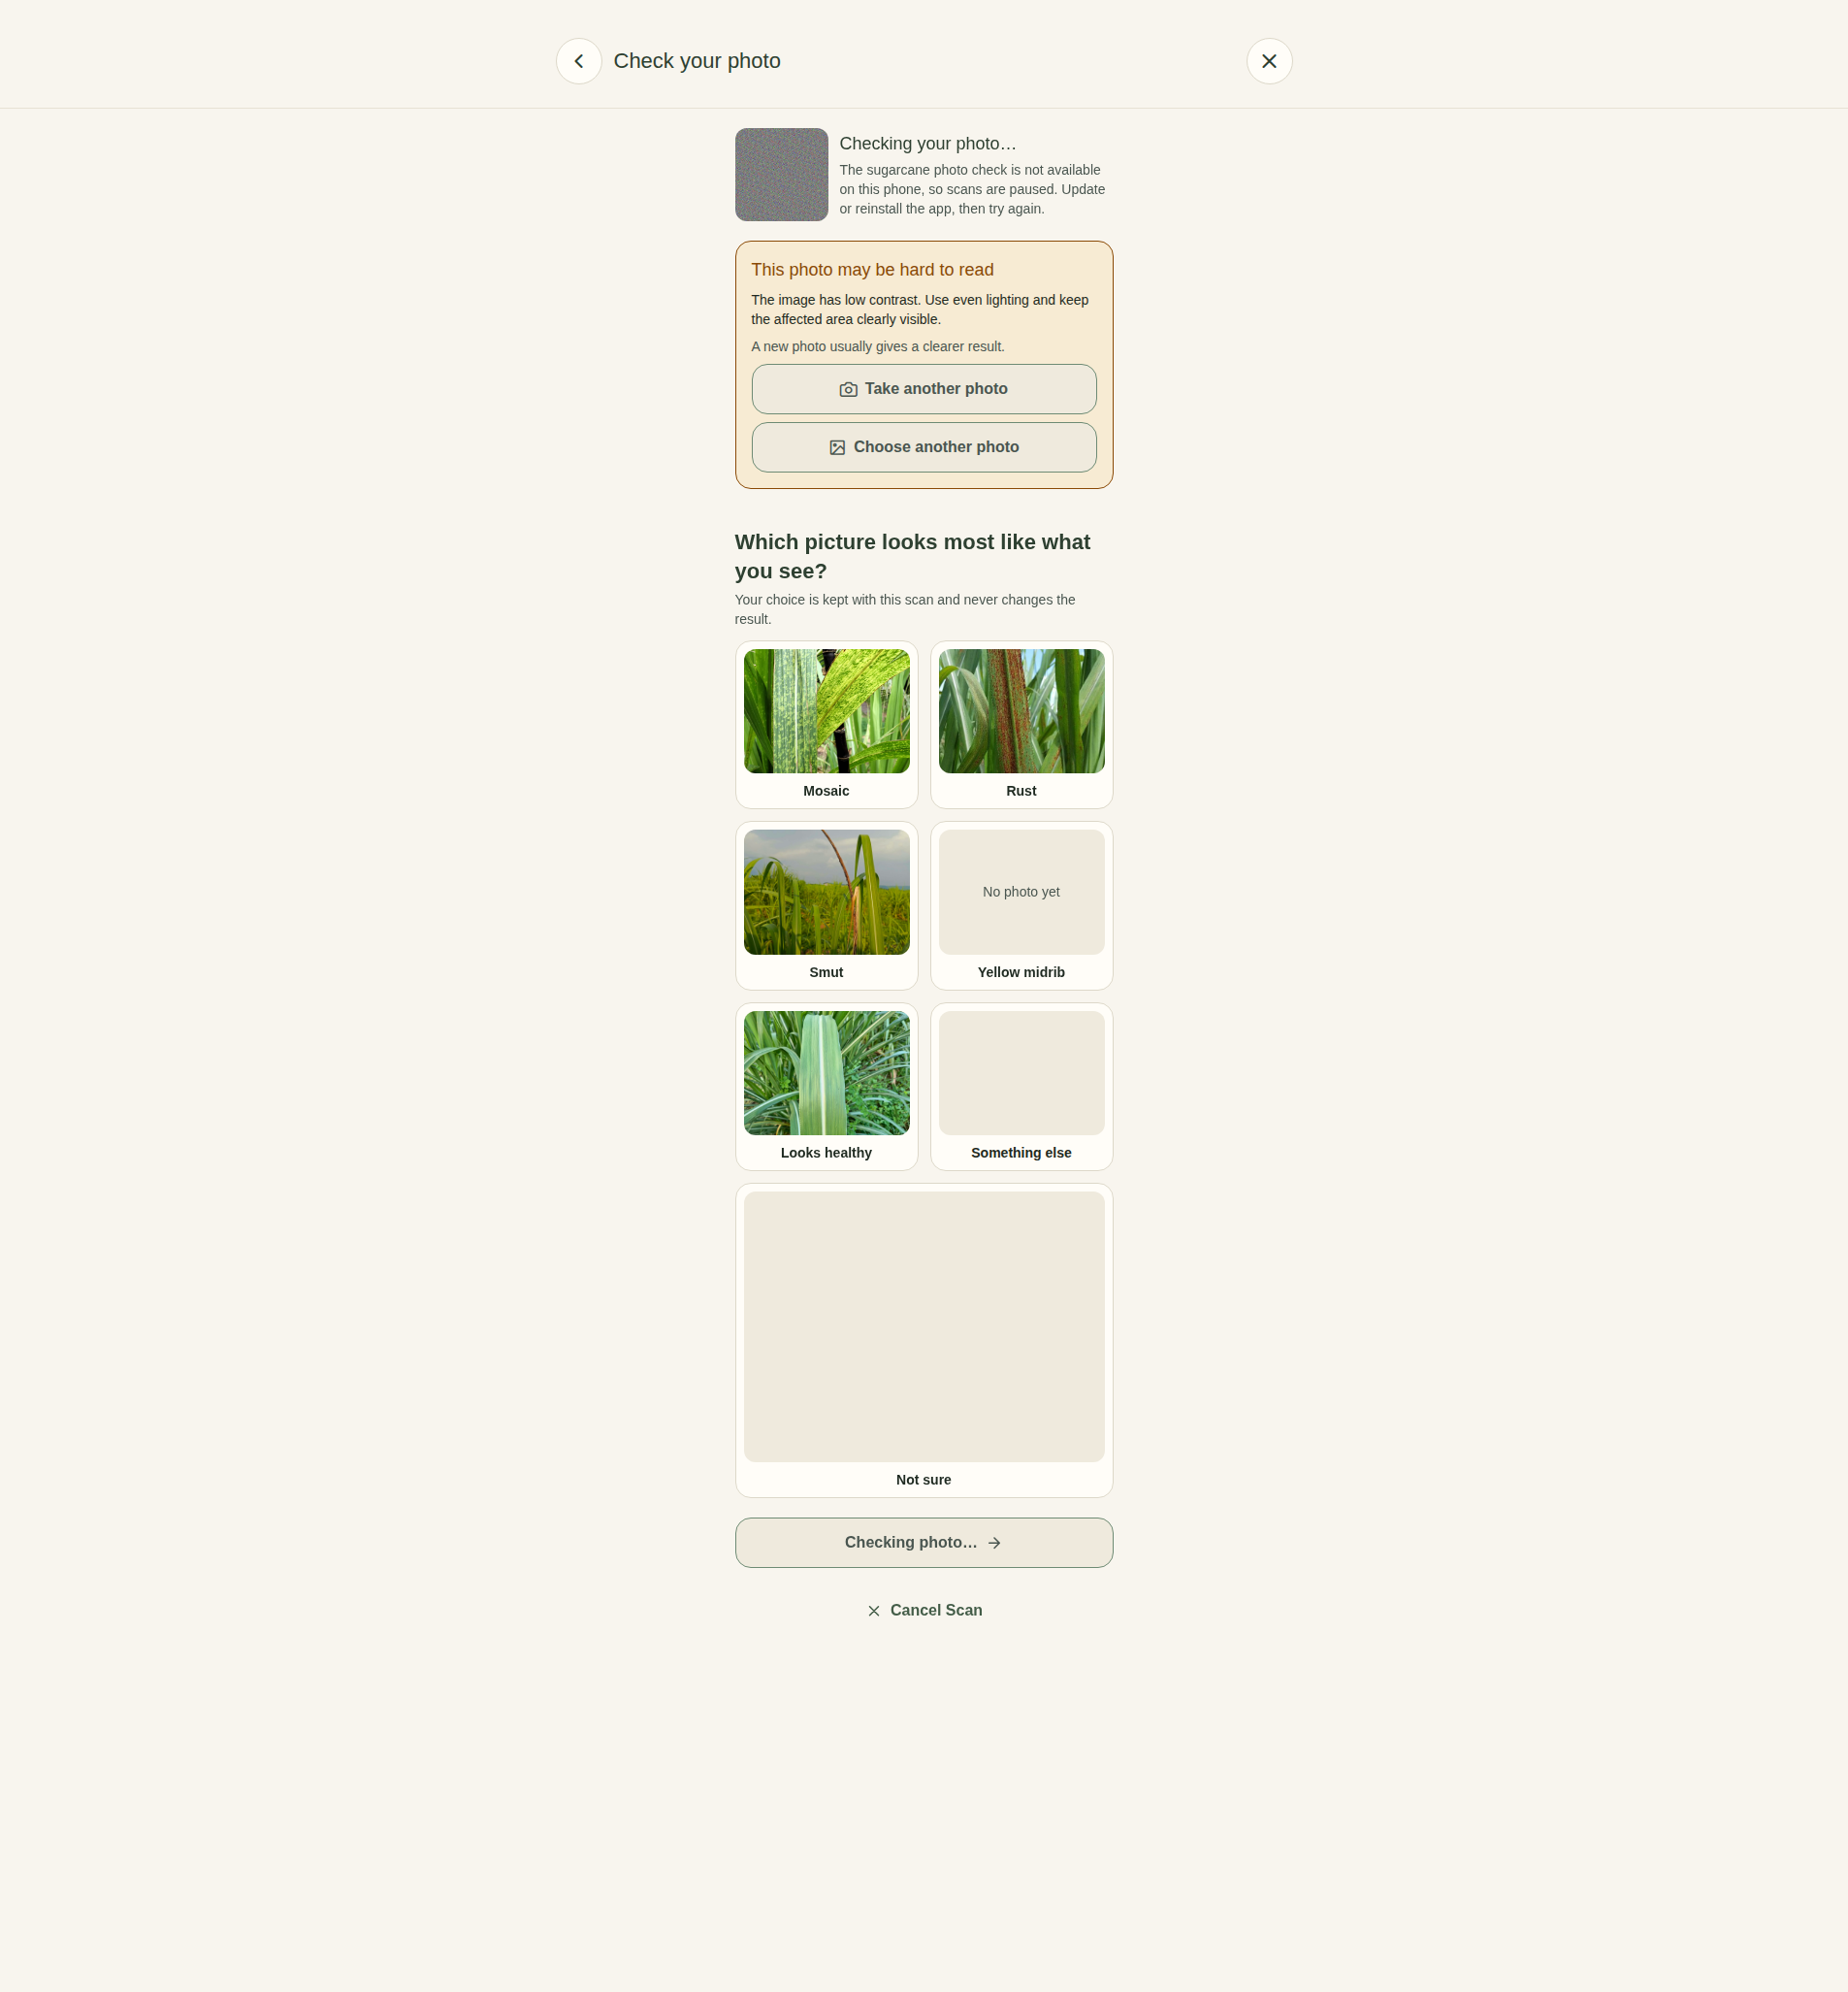 Check your photo
Checking your photo…
The sugarcane photo check is not available
on this phone, so scans are paused. Update
or reinstall the app, then try again.
This photo may be hard to read
The image has low contrast. Use even lighting and keep
the affected area clearly visible.
A new photo usually gives a clearer result.
Take another photo
Choose another photo
Which picture looks most like what
you see?
Your choice is kept with this scan and never changes the
result.
Mosaic
Rust
No photo yet
Smut
Yellow midrib
Looks healthy
Something else
Not sure
Checking photo…
Cancel Scan